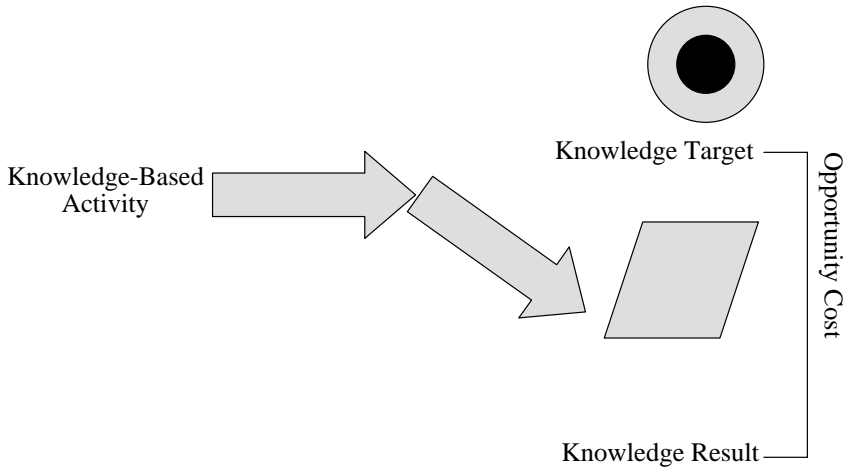 Knowledge Target
Knowledge-Based
Activity
Opportunity Cost
Knowledge Result